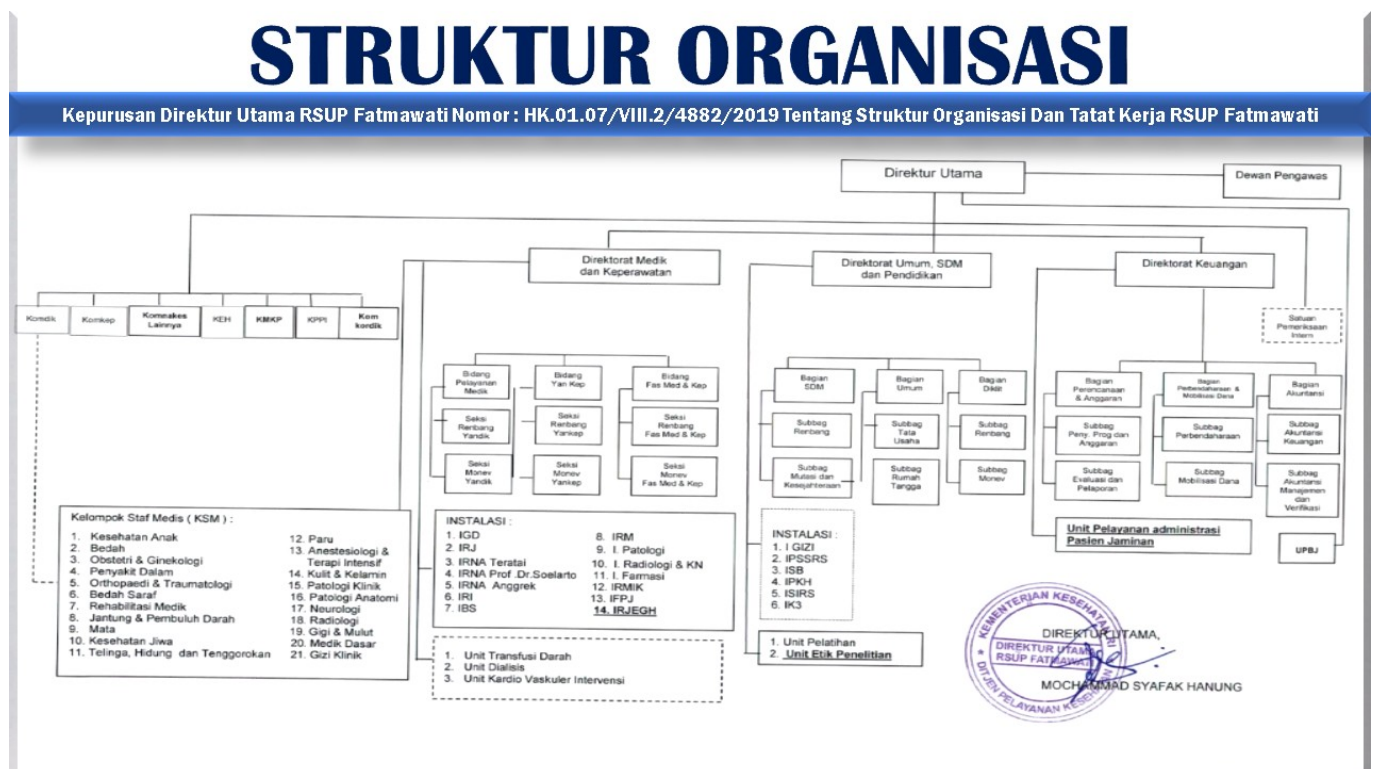 STRUKTUR ORGANISASI
Kepurusan Direktur Utama RSUP Fatmawati Nomor : HK.01.07/VIII.2/4882/2019 Tentang Struktur Organisasi Dan Tatat Kerja RSUP Fatmawati
Direktur Utama
Dewan Pengawas
Direktorat Medik
dan Keperawatan
Direktorat Umum, SDM
dan Pendidikan
Direktorat Keuangan
Komdik
Komkep
Komnakes
Lainnya
KEH
KMKP
KPPI
Kom
kordik
Satuan
Pemeriksaan
Intern
Bidang
Pelayanan
Medik
Bidang
Yan Kep
Bidang
Fas Med & Kep
Seksi
Renbang
Yandik
Seksi
Renbang
Yankep
Seksi
Renbang
Fas Med & Kep
Seksi
Monev
Yandik
Seksi
Monev
Yankep
Seksi
Monev
Fas Med & Kep
Bagian
SDM
Bagian
Umum
Bagian
Diklit
Subbag
Renbang
Subbag
Tata
Usaha
Subbag
Renbang
Subbag
Mutasi dan
Kesejahteraan
Subbag
Rumah
Tangga
Subbag
Monev
Bagian
Perencanaan
& Anggaran
Bagian
Perbendaharaan &
Mobilisasi Dana
Bagian
Akuntansi
Subbag
Peny. Prog dan
Anggaran
Subbag
Perbendaharaan
Subbag
Akuntansi
Keuangan
Subbag
Evaluasi dan
Pelaporan
Subbag
Mobilisasi Dana
Subbag
Akuntansi
Manajemen
dan
Verifikasi
Kelompok Staf Medis ( KSM ) :
1. Kesehatan Anak
2. Bedah
3. Obstetri & Ginekologi
4. Penyakit Dalam
5. Orthopaedi & Traumatologi
6. Bedah Saraf
7. Rehabilitasi Medik
8. Jantung & Pembuluh Darah
9. Mata
10. Kesehatan Jiwa
11. Telinga, Hidung dan Tenggorokan
12. Paru
13. Anestesiologi &
Terapi Intensif
14. Kulit & Kelamin
15. Patologi Klinik
16. Patologi Anatomi
17. Neurologi
18. Radiologi
19. Gigi & Mulut
20. Medik Dasar
21. Gizi Klinik
INSTALASI :
1. IGD
2. IRJ
3. IRNA Teratai
4. IRNA Prof .Dr.Soelarto
5. IRNA Anggrek
6. IRI
7. IBS
8. IRM
9. I. Patologi
10. I. Radiologi & KN
11. I. Farmasi
12. IRMIK
13. IFPJ
14. IRJEGH
1. Unit Transfusi Darah
2. Unit Dialisis
3. Unit Kardio Vaskuler Intervensi
INSTALASI :
1. I GIZI
2. IPSSRS
3. ISB
4. IPKH
5. ISIRS
6. IK3
1. Unit Pelatihan
2. Unit Etik Penelitian
Unit Pelayanan administrasi
Pasien Jaminan
UPBJ
KEMENTERIAN KESEHATAN RI
DIREKTUR UTAMA
RSUP FATMAWATI
DITJEN PELAYANAN KESEHATAN
DIREKTUR UTAMA,
MOCHAMMAD SYAFAK HANUNG